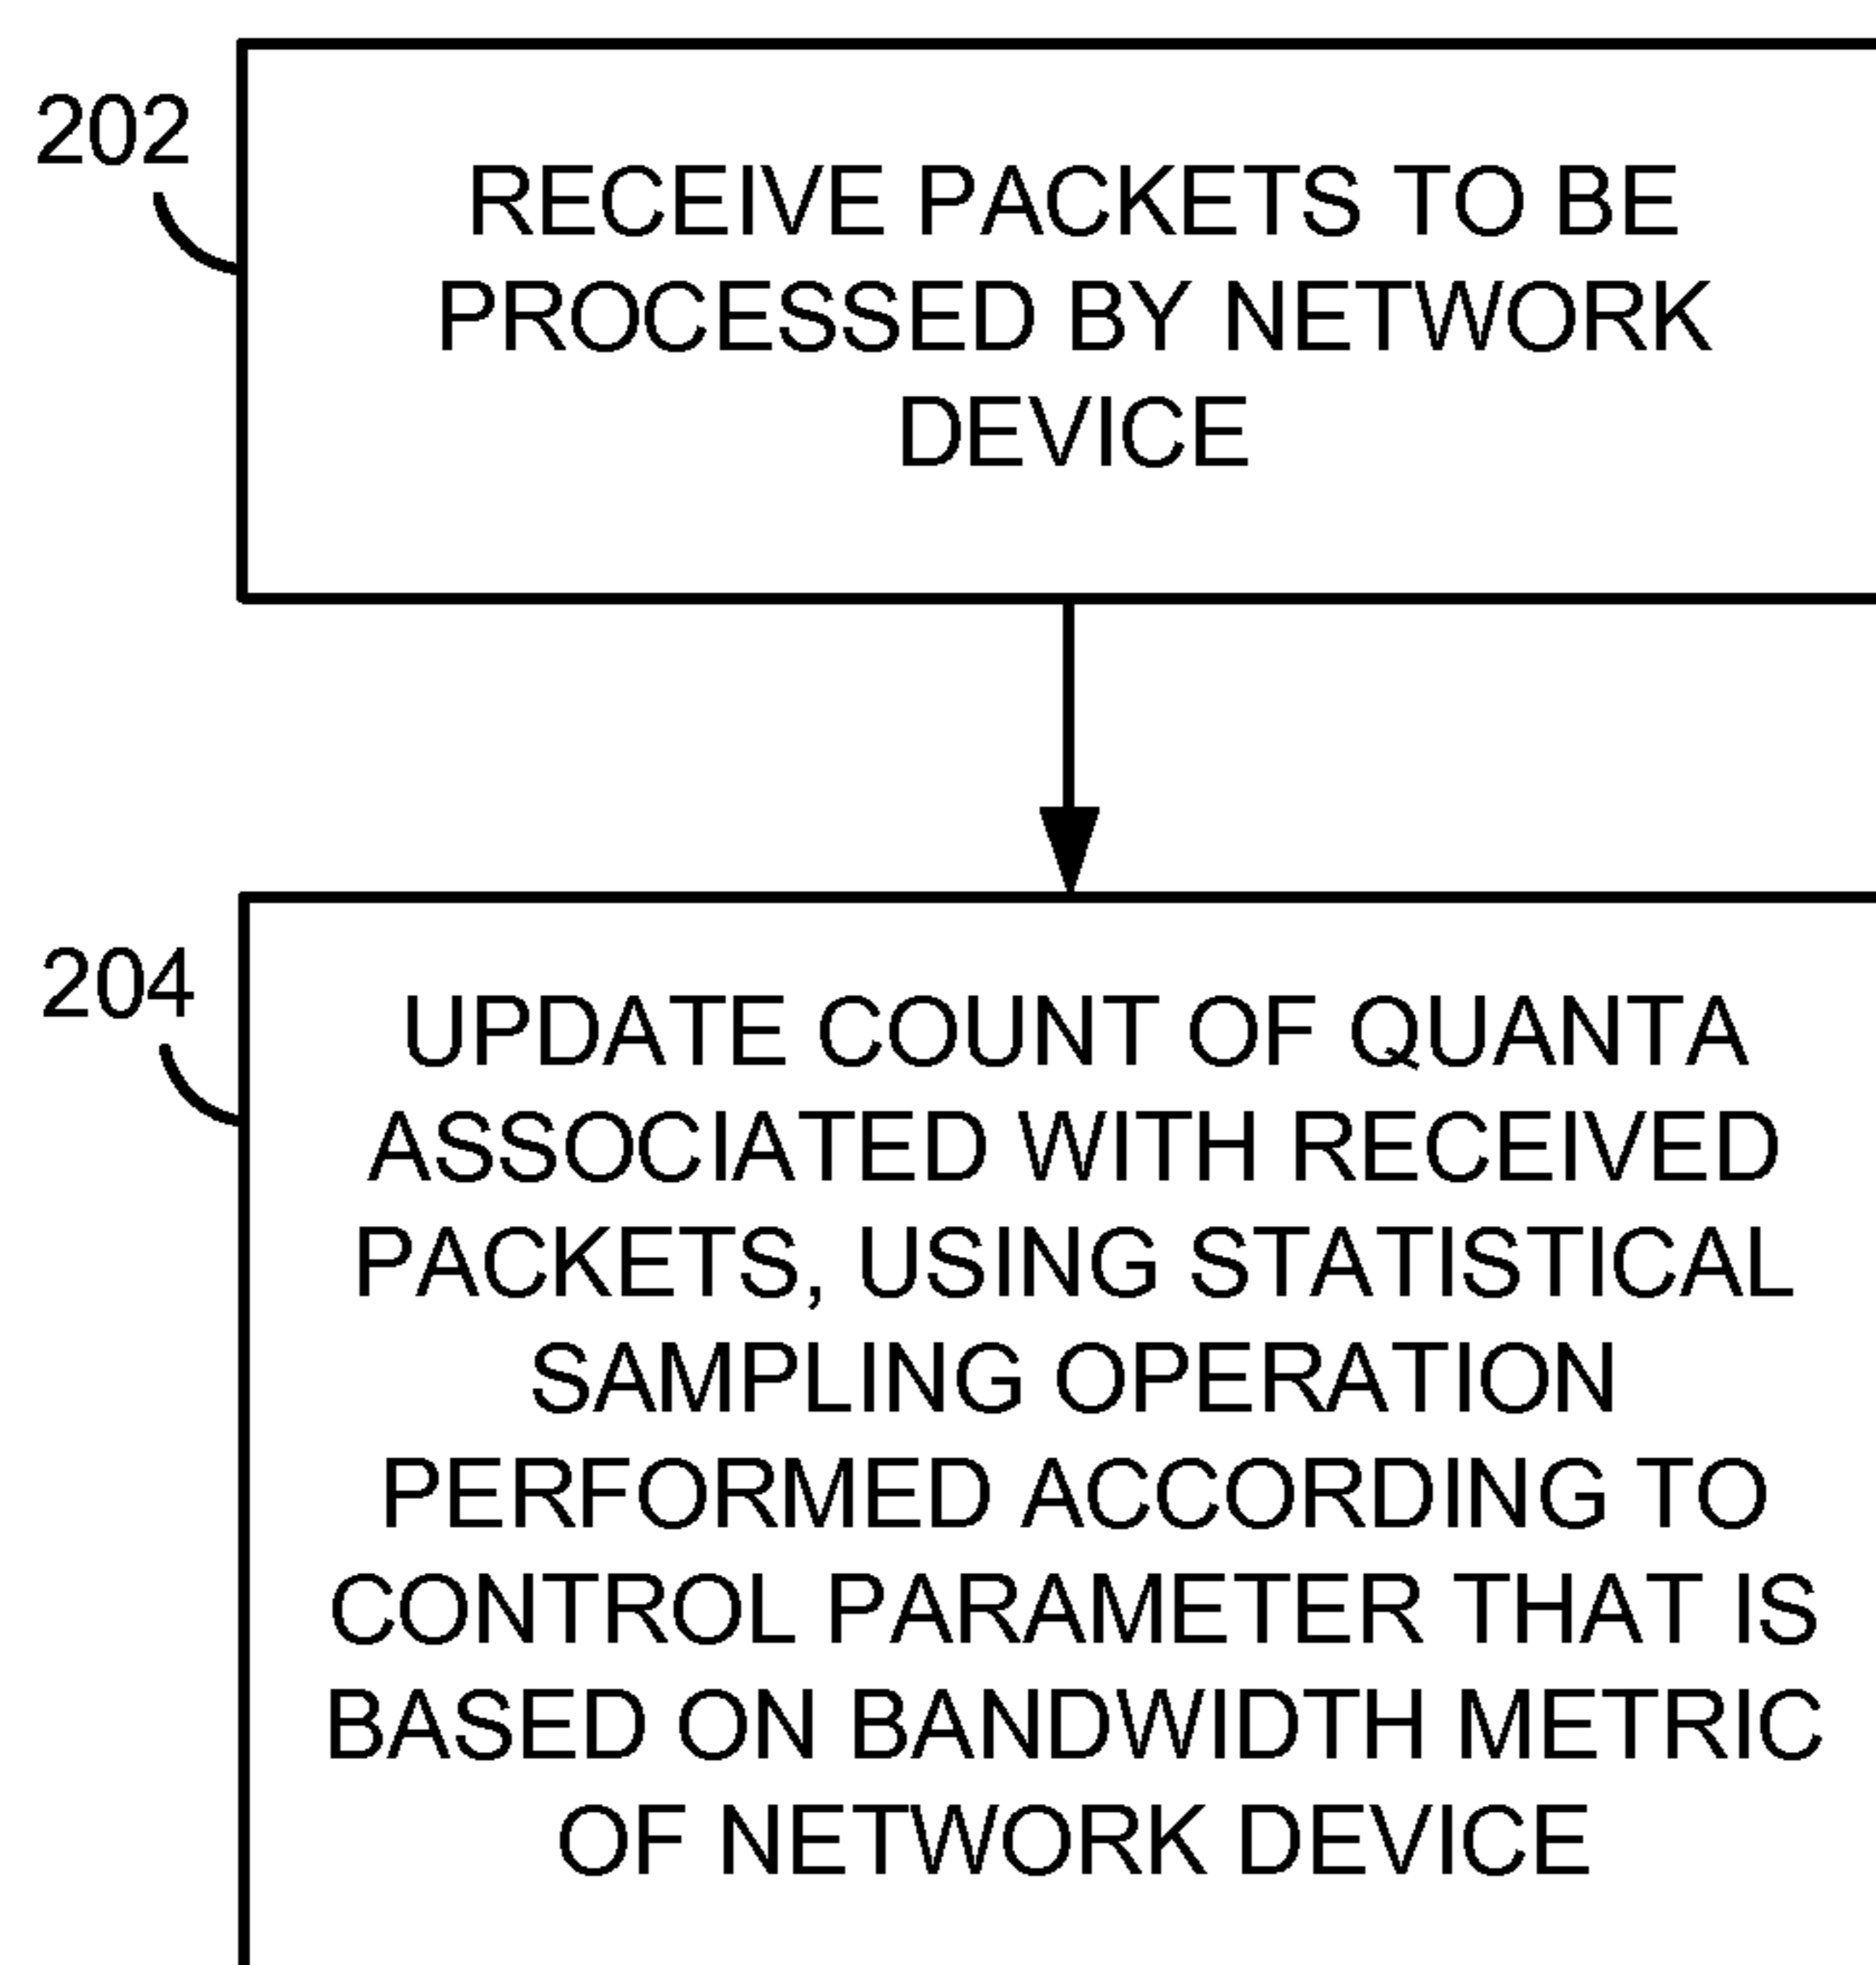 202
RECEIVE PACKETS TO BE
PROCESSED BY NETWORK
DEVICE
204
UPDATE COUNT OF QUANTA
ASSOCIATED WITH RECEIVED
PACKETS, USING STATISTICAL
SAMPLING OPERATION
PERFORMED ACCORDING TO
CONTROL PARAMETER THAT IS
BASED ON BANDWIDTH METRIC
OF NETWORK DEVICE